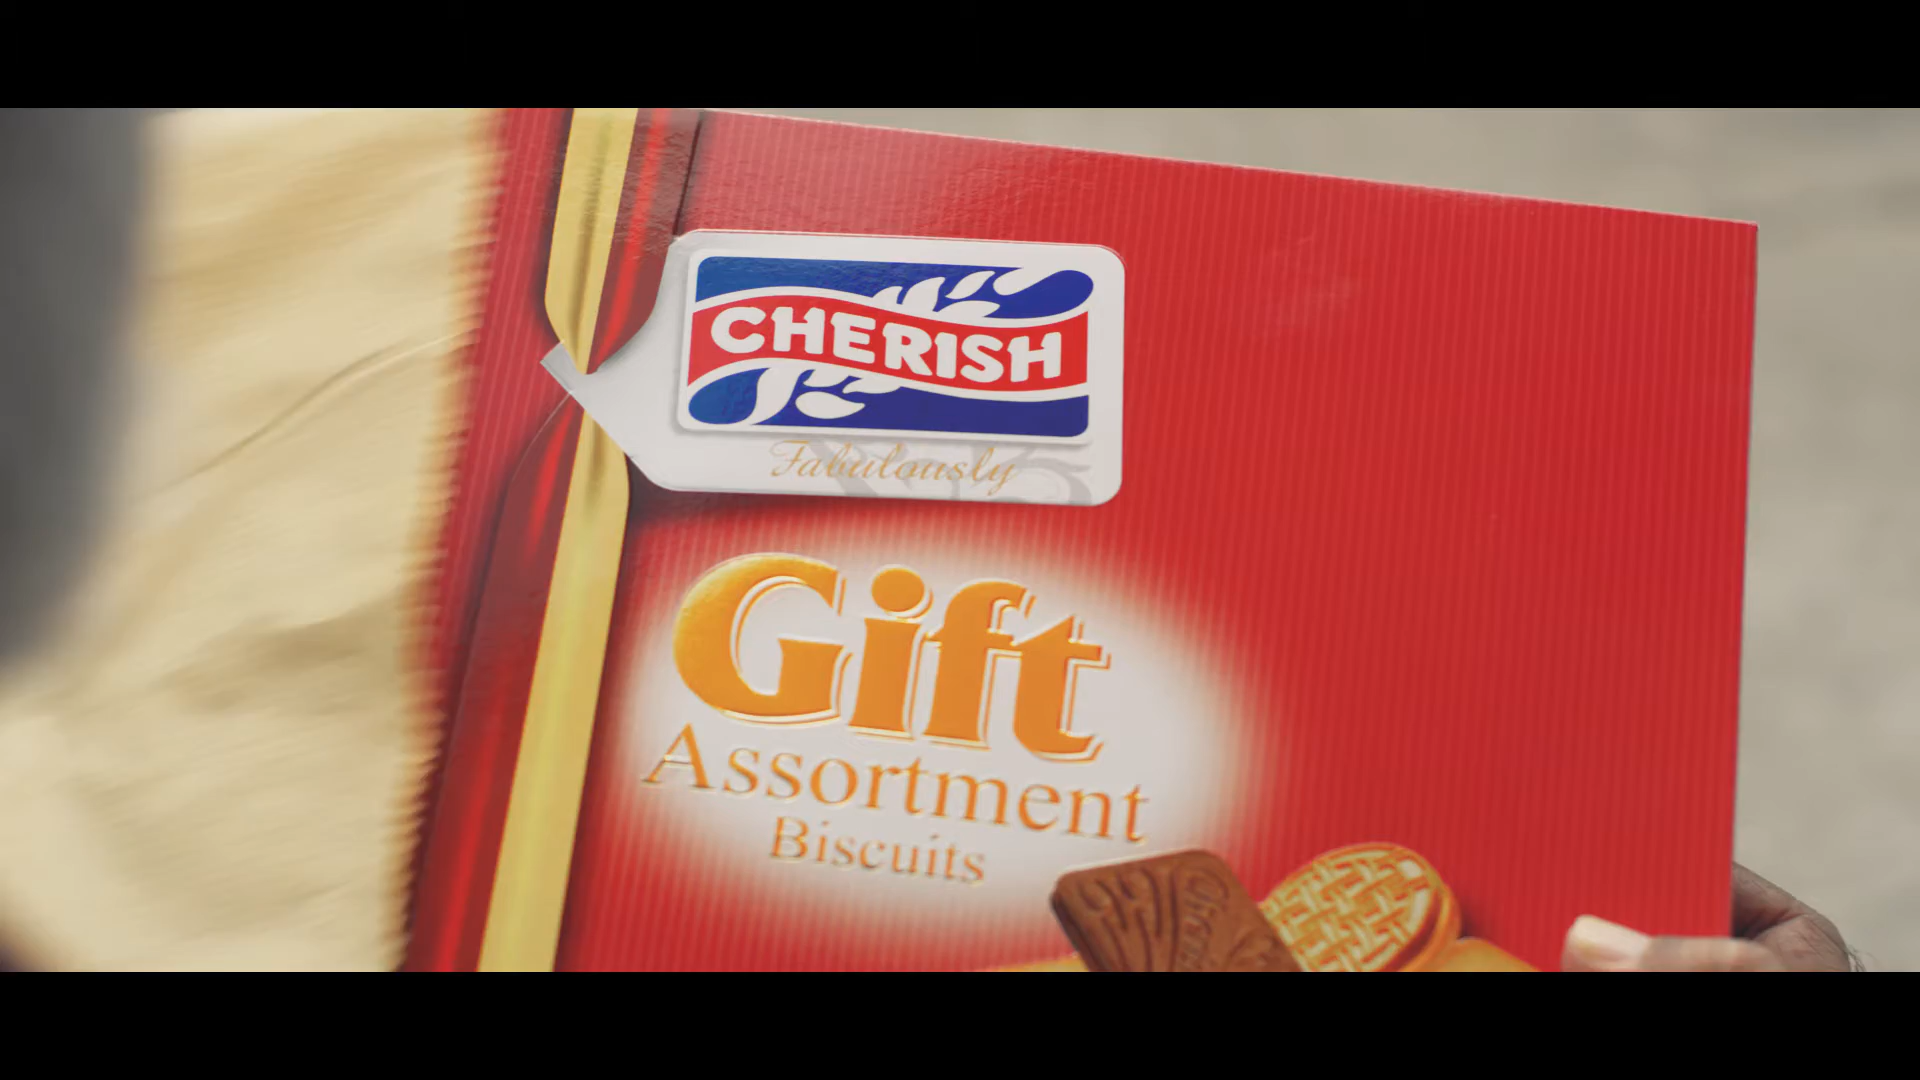 CHERISH
Fabulously
Gift
Assortment
Biscuits